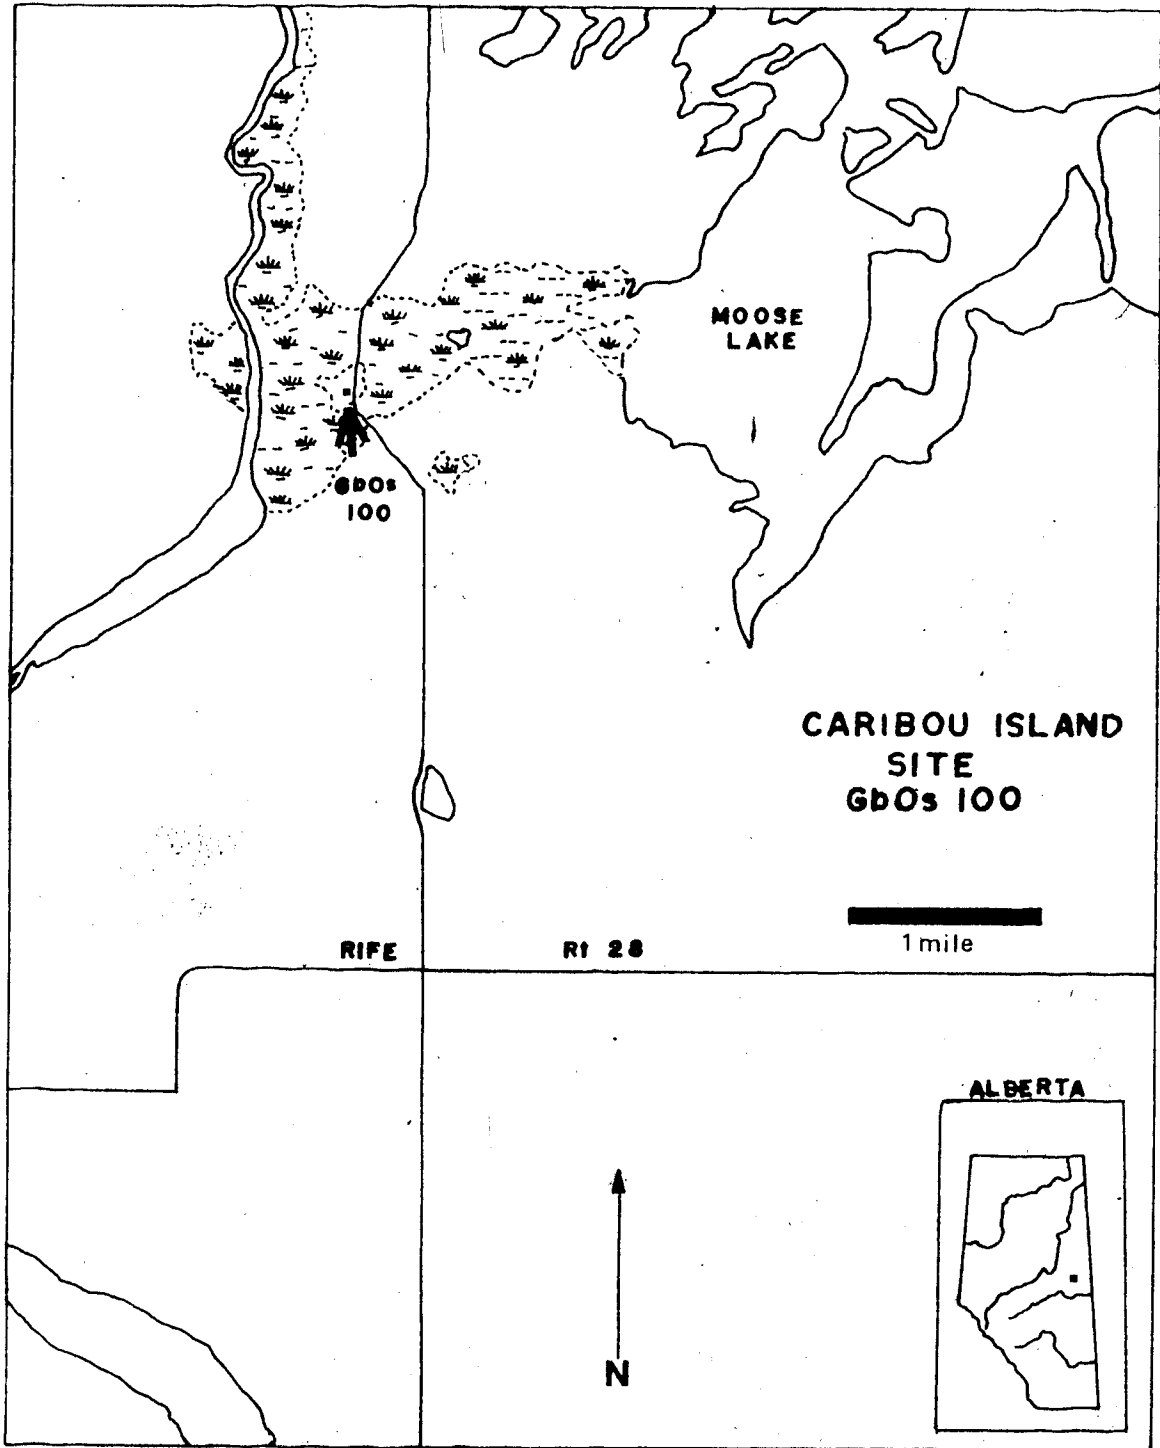 MOOSE
LAKE
GbOs
100
CARIBOU ISLAND
SITE
GbOs 100
1 mile
RIFE
Rt 28
ALBERTA
N